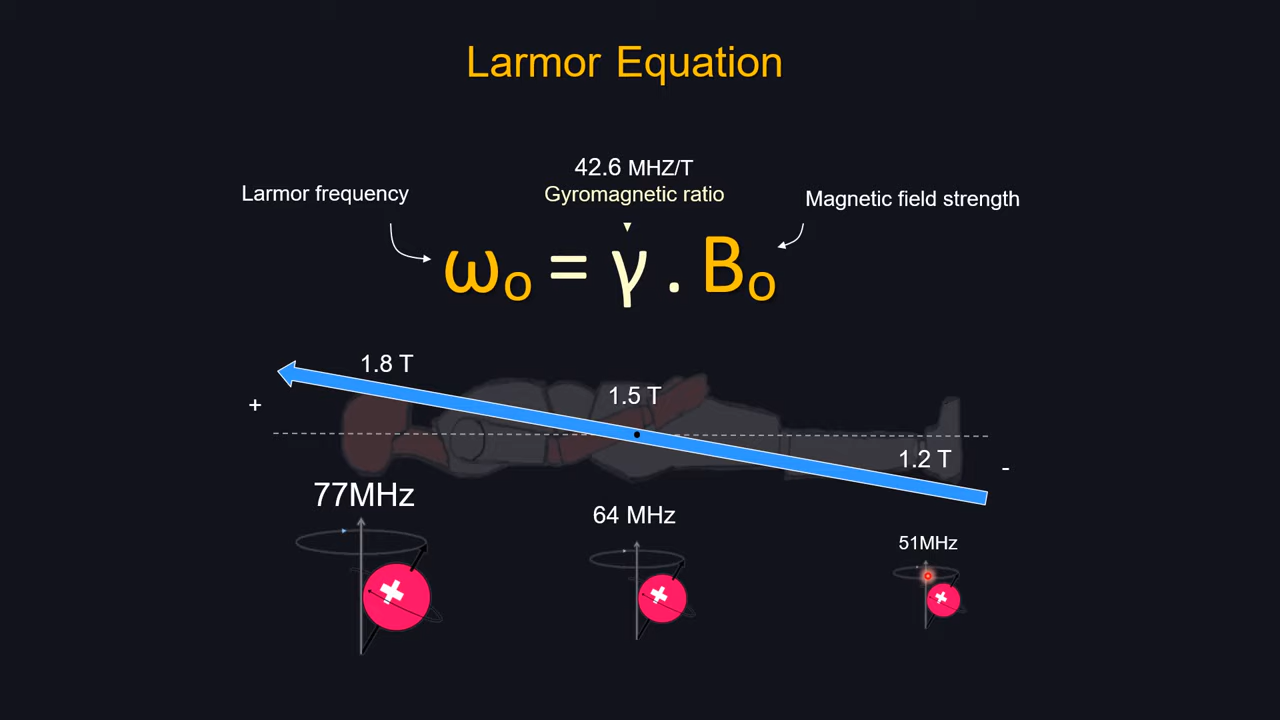 Larmor Equation
42.6 MHZ/T
Larmor frequency
Gyromagnetic ratio
Magnetic field strength
ω₀ = γ . B₀
1.8 T
1.5 T
+
1.2 T
-
77MHz
64 MHz
51MHz